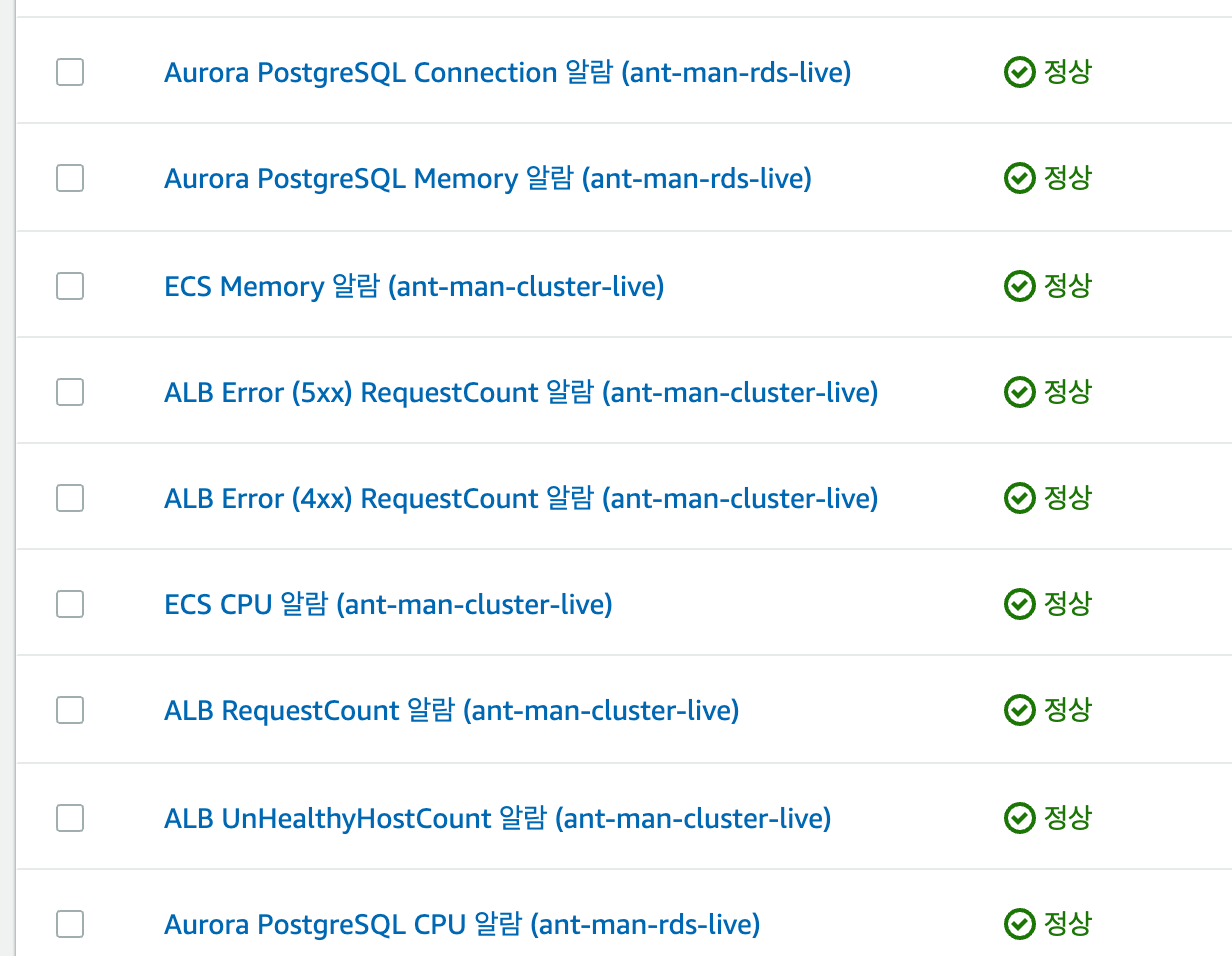 Aurora PostgreSQL Connection 알람 (ant-man-rds-live) 정상
Aurora PostgreSQL Memory 알람 (ant-man-rds-live) 정상
ECS Memory 알람 (ant-man-cluster-live) 정상
ALB Error (5xx) RequestCount 알람 (ant-man-cluster-live) 정상
ALB Error (4xx) RequestCount 알람 (ant-man-cluster-live) 정상
ECS CPU 알람 (ant-man-cluster-live) 정상
ALB RequestCount 알람 (ant-man-cluster-live) 정상
ALB UnHealthyHostCount 알람 (ant-man-cluster-live) 정상
Aurora PostgreSQL CPU 알람 (ant-man-rds-live) 정상